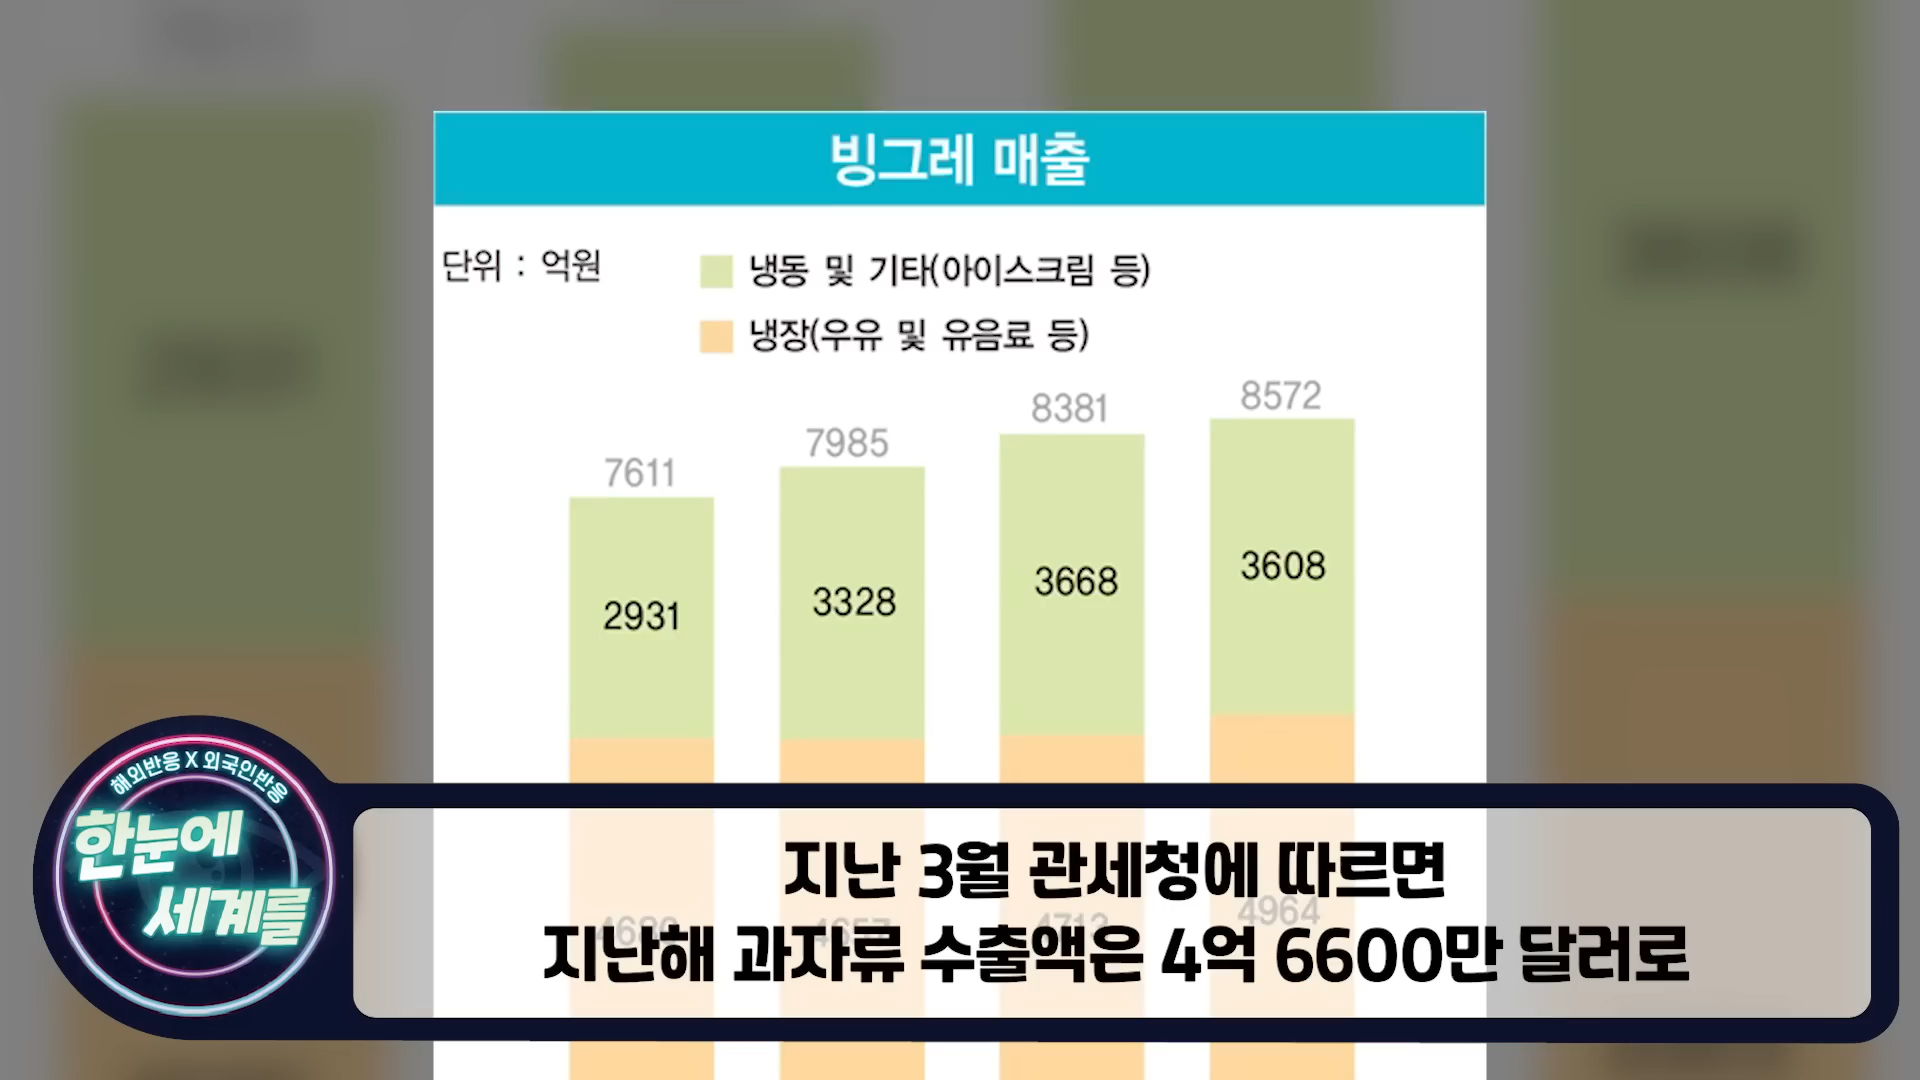 빙그레 매출
단위 : 억원
냉동 및 기타(아이스크림 등)
냉장(우유 및 유음료 등)
7611
7985
8381
8572
2931
3328
3668
3608
4680
4657
4713
4964
해외반응 X 외국인반응
한눈에
세계를
지난 3월 관세청에 따르면
지난해 과자류 수출액은 4억 6600만 달러로